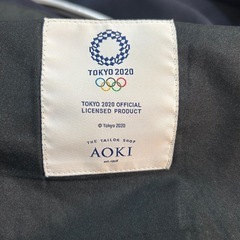 TOKYO 2020
TOKYO 2020 OFFICIAL
LICENSED PRODUCT
© Tokyo 2020
THE TAILOR SHOP
AOKI